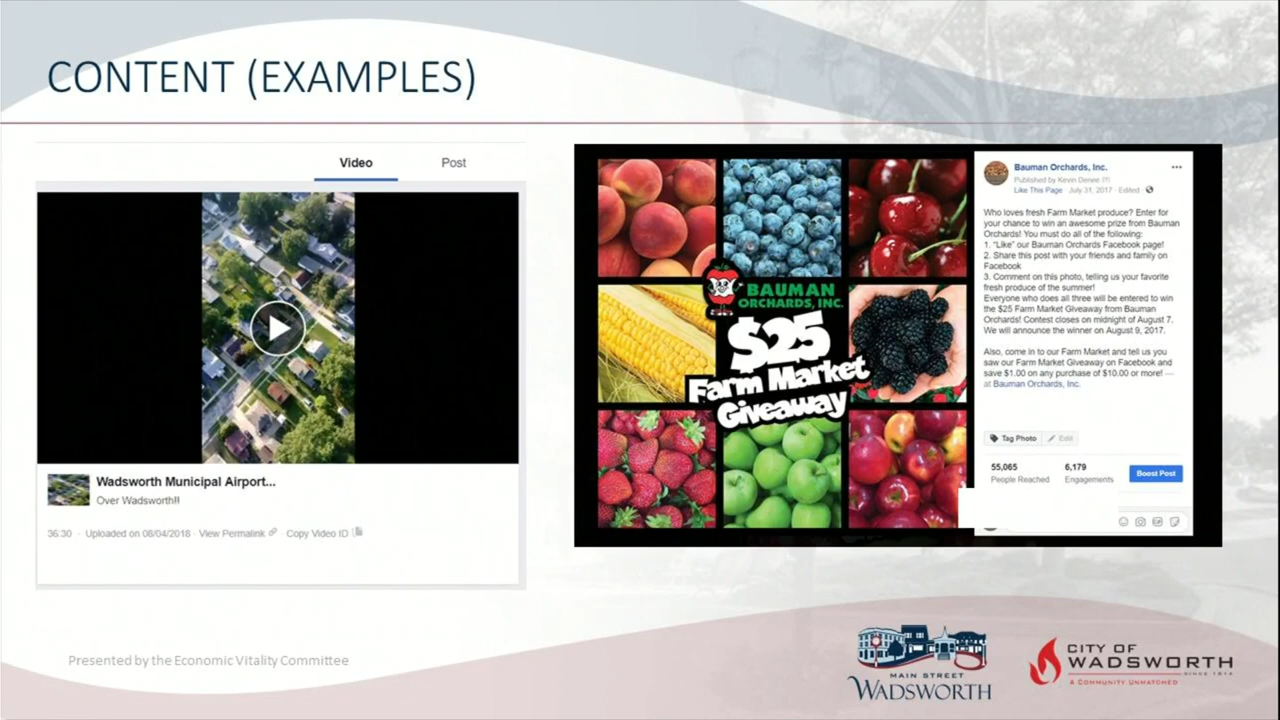 CONTENT (EXAMPLES)
Video
Post
Wadsworth Municipal Airport...
Over Wadsworth!!
36:30 · Uploaded on 08/04/2018 · View Permalink · Copy Video ID
BAUMAN
ORCHARDS, INC.
$25
Farm Market
Giveaway
Bauman Orchards, Inc.
Published by Kevin Denee
Like This Page · July 31, 2017 · Edited ·
Who loves fresh Farm Market produce? Enter for
your chance to win an awesome prize from Bauman
Orchards! You must do all of the following:
1. "Like" our Bauman Orchards Facebook page!
2. Share this post with your friends and family on
Facebook
3. Comment on this photo, telling us your favorite
fresh produce of the summer!
Everyone who does all three will be entered to win
the $25 Farm Market Giveaway from Bauman
Orchards! Contest closes on midnight of August 7.
We will announce the winner on August 9, 2017.
Also, come in to our Farm Market and tell us you
saw our Farm Market Giveaway on Facebook and
save $1.00 on any purchase of $10.00 or more! —
at Bauman Orchards, Inc.
Tag Photo
Edit
55,065
People Reached
6,179
Engagements
Boost Post
Presented by the Economic Vitality Committee
MAIN STREET
WADSWORTH
CITY OF
WADSWORTH
SINCE 1814
A COMMUNITY UNMATCHED